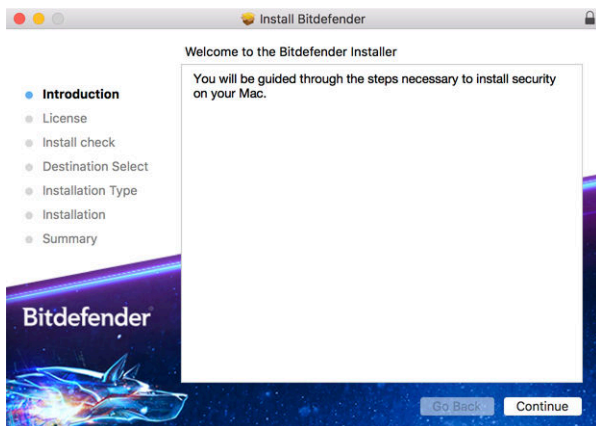 Install Bitdefender
Welcome to the Bitdefender Installer
You will be guided through the steps necessary to install security
on your Mac.
Introduction
License
Install check
Destination Select
Installation Type
Installation
Summary
Bitdefender
Go Back
Continue